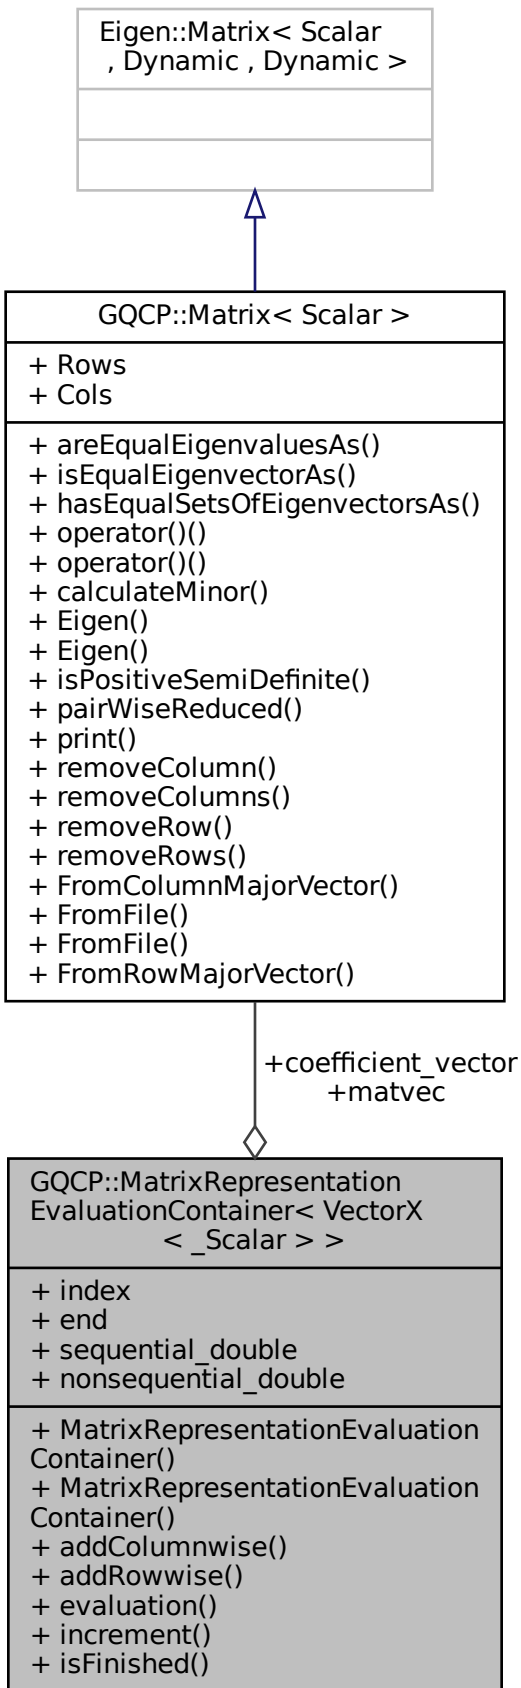 Eigen::Matrix< Scalar
, Dynamic , Dynamic >
GQCP::Matrix< Scalar >
+ Rows
+ Cols
+ areEqualEigenvaluesAs()
+ isEqualEigenvectorAs()
+ hasEqualSetsOfEigenvectorsAs()
+ operator()()
+ operator()()
+ calculateMinor()
+ Eigen()
+ Eigen()
+ isPositiveSemiDefinite()
+ pairWiseReduced()
+ print()
+ removeColumn()
+ removeColumns()
+ removeRow()
+ removeRows()
+ FromColumnMajorVector()
+ FromFile()
+ FromFile()
+ FromRowMajorVector()
+coefficient_vector
+matvec
GQCP::MatrixRepresentation
EvaluationContainer< VectorX
< _Scalar > >
+ index
+ end
+ sequential_double
+ nonsequential_double
+ MatrixRepresentationEvaluation
Container()
+ MatrixRepresentationEvaluation
Container()
+ addColumnwise()
+ addRowwise()
+ evaluation()
+ increment()
+ isFinished()